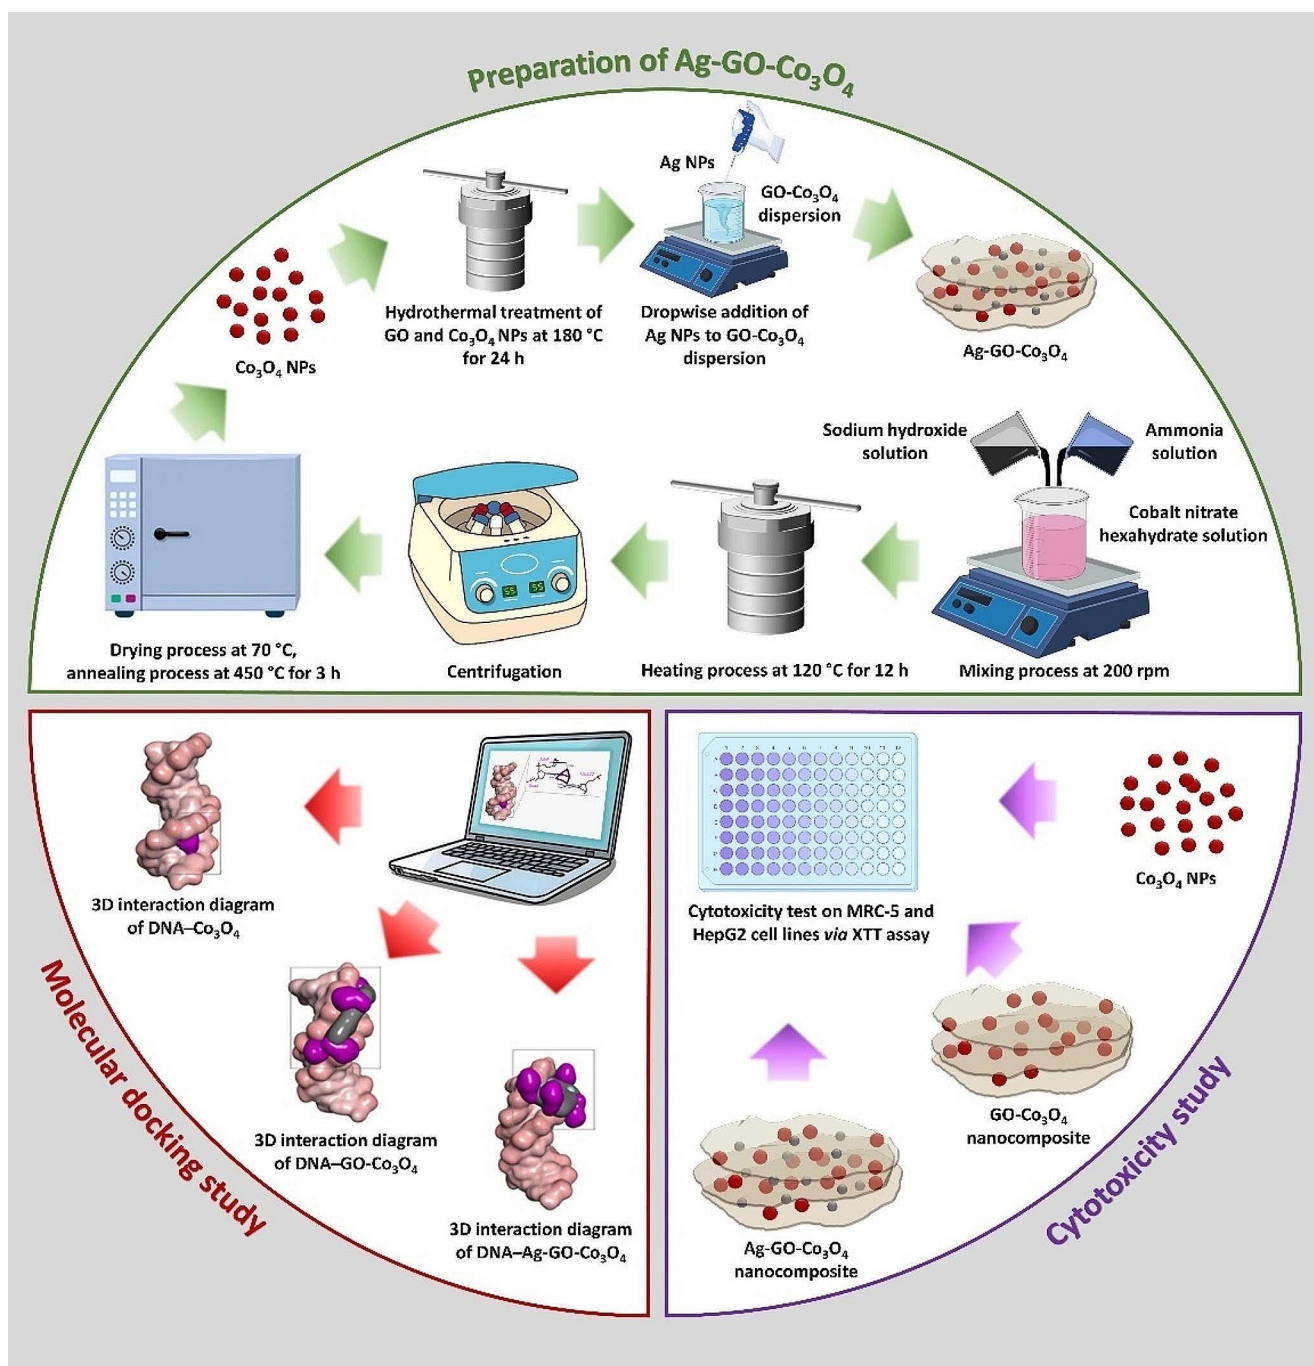 Preparation of Ag-GO-Co₃O₄
Ag NPs
GO-Co₃O₄
dispersion
Hydrothermal treatment of
GO and Co₃O₄ NPs at 180 °C
for 24 h
Dropwise addition of
Ag NPs to GO-Co₃O₄
dispersion
Ag-GO-Co₃O₄
Co₃O₄ NPs
Sodium hydroxide
solution
Ammonia
solution
Cobalt nitrate
hexahydrate solution
Drying process at 70 °C,
annealing process at 450 °C for 3 h
Centrifugation
Heating process at 120 °C for 12 h
Mixing process at 200 rpm
3D interaction diagram
of DNA–Co₃O₄
3D interaction diagram
of DNA–GO-Co₃O₄
3D interaction diagram
of DNA–Ag-GO-Co₃O₄
Molecular docking study
Cytotoxicity test on MRC-5 and
HepG2 cell lines via XTT assay
Co₃O₄ NPs
GO-Co₃O₄
nanocomposite
Ag-GO-Co₃O₄
nanocomposite
Cytotoxicity study